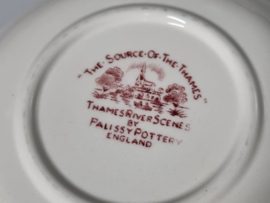 "THE·SOURCE·OF·THE·THAMES"
THAMES RIVER SCENES
BY
PALISSY POTTERY
ENGLAND